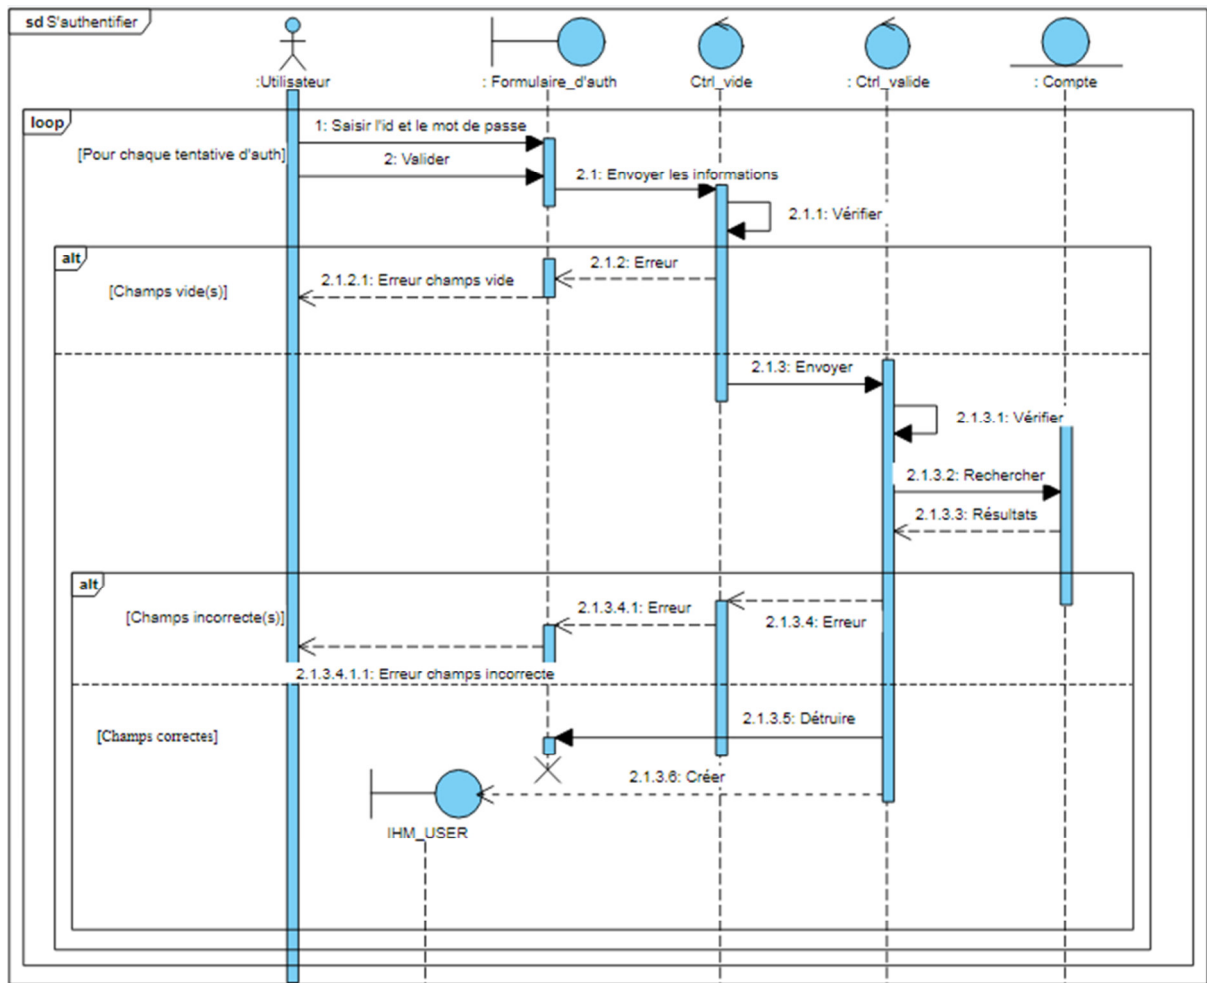 sd S'authentifier
:Utilisateur
: Formulaire_d'auth
Ctrl_vide
: Ctrl_valide
: Compte
loop
[Pour chaque tentative d'auth]
1: Saisir l'id et le mot de passe
2: Valider
2.1: Envoyer les informations
2.1.1: Vérifier
alt
[Champs vide(s)]
2.1.2: Erreur
2.1.2.1: Erreur champs vide
2.1.3: Envoyer
2.1.3.1: Vérifier
2.1.3.2: Rechercher
2.1.3.3: Résultats
alt
[Champs incorrecte(s)]
2.1.3.4: Erreur
2.1.3.4.1: Erreur
2.1.3.4.1.1: Erreur champs incorrecte
[Champs correctes]
2.1.3.5: Détruire
2.1.3.6: Créer
IHM_USER